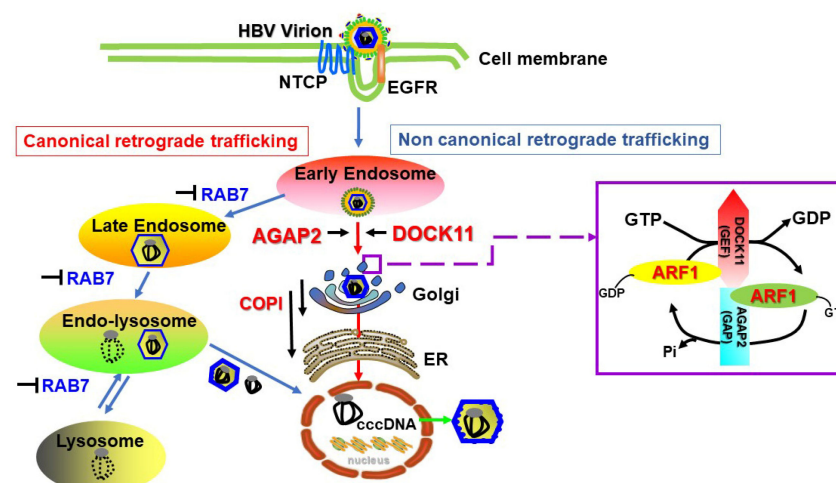 HBV Virion
Cell membrane
NTCP
EGFR
Canonical retrograde trafficking
Non canonical retrograde trafficking
Early Endosome
RAB7
Late Endosome
AGAP2
DOCK11
RAB7
Golgi
COPI
Endo-lysosome
ER
RAB7
cccDNA
Lysosome
nucleus
GTP
DOCK11
(GEF)
GDP
ARF1
GDP
ARF1
GT
AGAP2
(GAP)
Pi